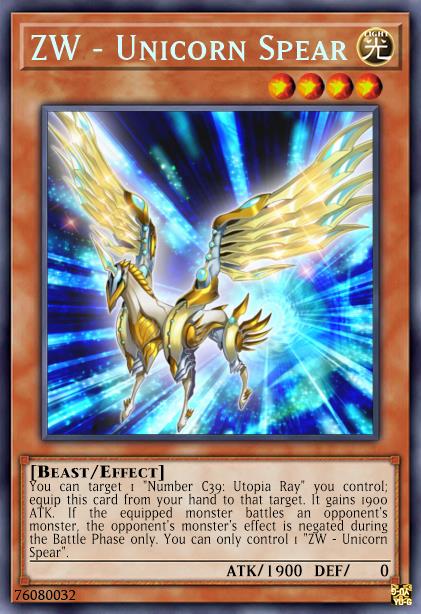 ZW - Unicorn Spear
LIGHT
光
[Beast/Effect]
You can target 1 "Number C39: Utopia Ray" you control;
equip this card from your hand to that target. It gains 1900
ATK. If the equipped monster battles an opponent's
monster, the opponent's monster's effect is negated during
the Battle Phase only. You can only control 1 "ZW - Unicorn
Spear".
ATK/1900 DEF/ 0
76080032